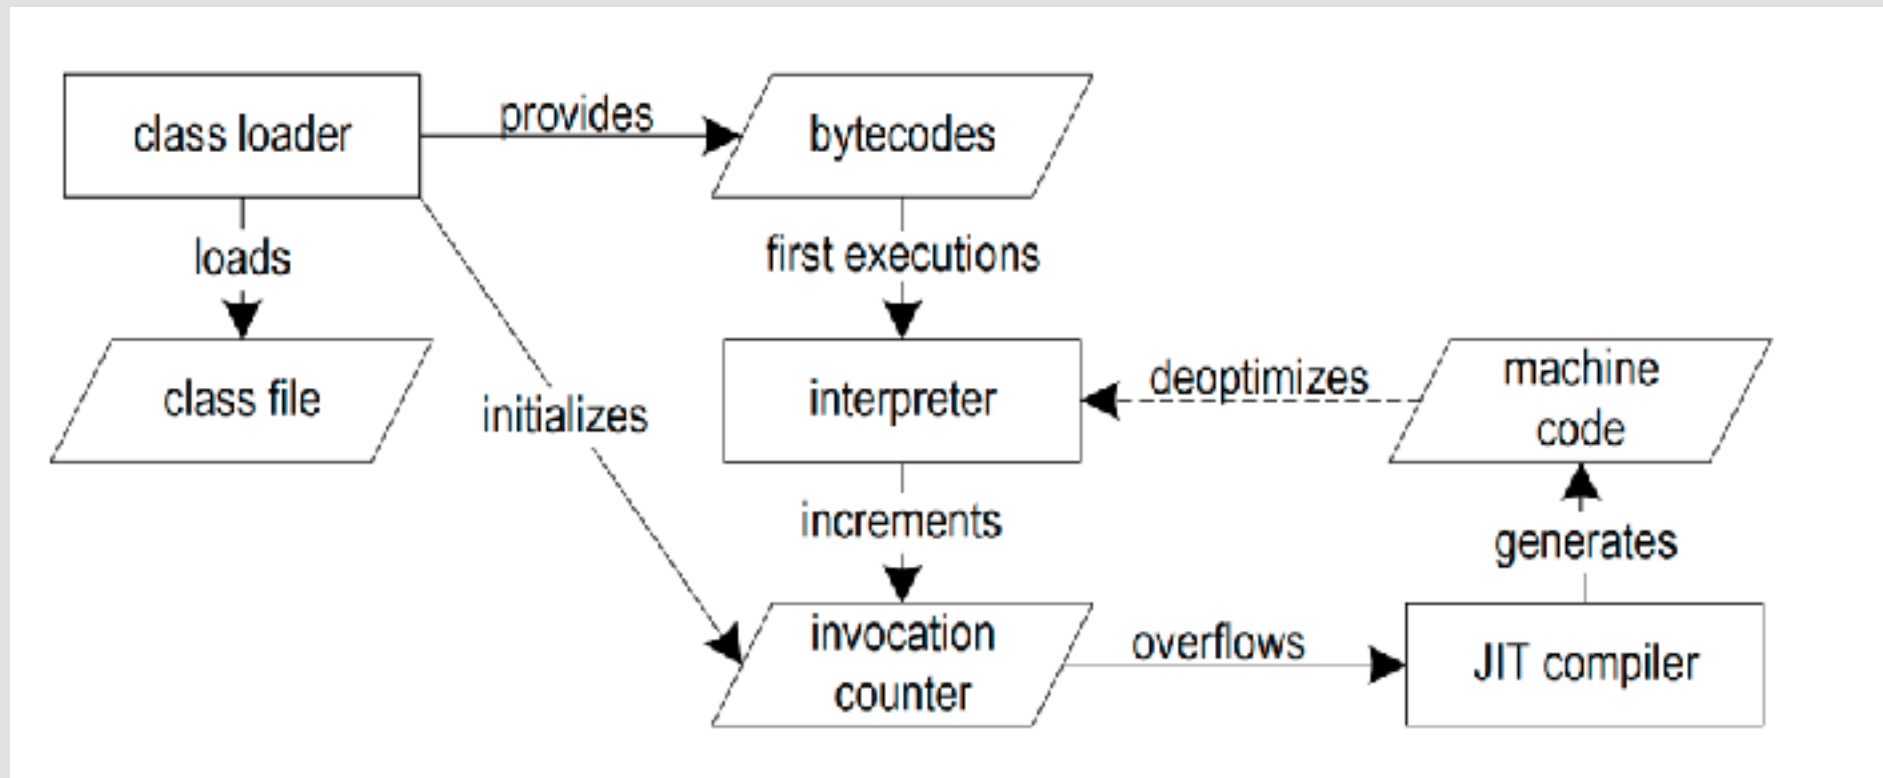 class loader
provides
bytecodes
loads
first executions
class file
initializes
interpreter
deoptimizes
machine
code
increments
generates
invocation
counter
overflows
JIT compiler